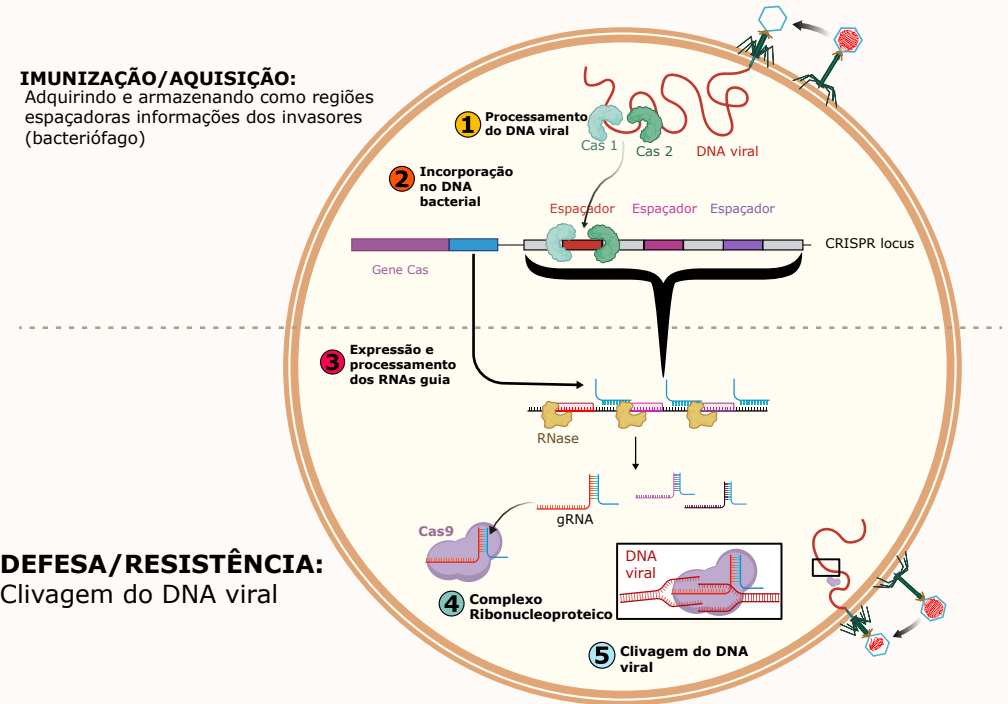 IMUNIZAÇÃO/AQUISIÇÃO:
Adquirindo e armazenando como regiões
espaçadoras informações dos invasores
(bacteriófago)
1 Processamento
do DNA viral
Cas 1
Cas 2
DNA viral
2 Incorporação
no DNA
bacterial
Espaçador
Espaçador
Espaçador
CRISPR locus
Gene Cas
3 Expressão e
processamento
dos RNAs guia
RNase
gRNA
Cas9
DEFESA/RESISTÊNCIA:
Clivagem do DNA viral
4 Complexo
Ribonucleoproteico
DNA
viral
5 Clivagem do DNA
viral